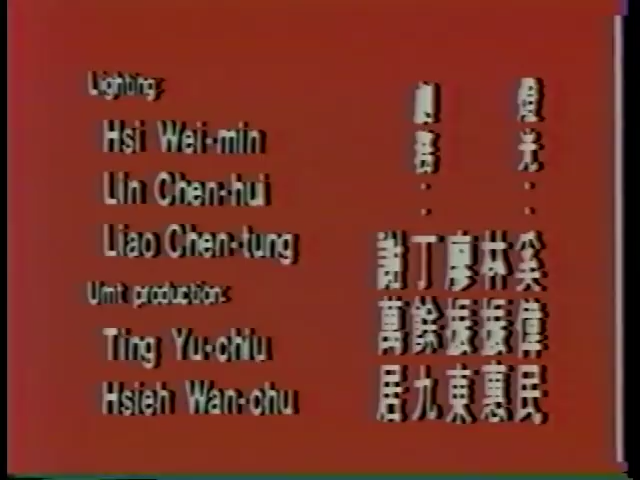 Lighting:
Hsi Wei-min
Lin Chen-hui
Liao Chen-tung
Unit production:
Ting Yu-chiu
Hsieh Wan-chu
燈光:
奚偉民
林振惠
廖振東
劇務:
丁餘九
謝萬居